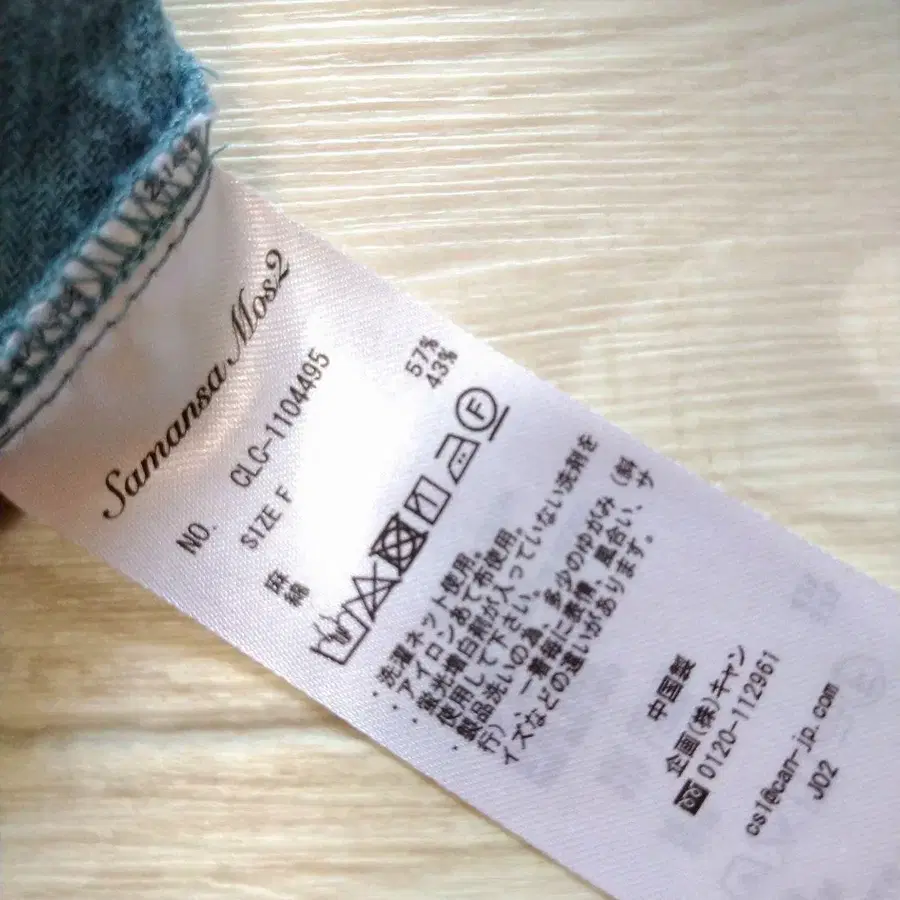 Samansa Mos2
NO. CLC-1104495
SIZE F
麻 57%
綿 43%
F
・洗濯ネット使用。
・アイロンあて布使用。
・蛍光増白剤が入っていない洗剤を
使用して下さい。
・製品洗いの為、多少のゆがみ（斜
行）、一着毎に表情、風合い、サ
イズなどの違いがあります。
中国製
企画(株)キャン
0120-112961
cs1@can-jp.com
J02